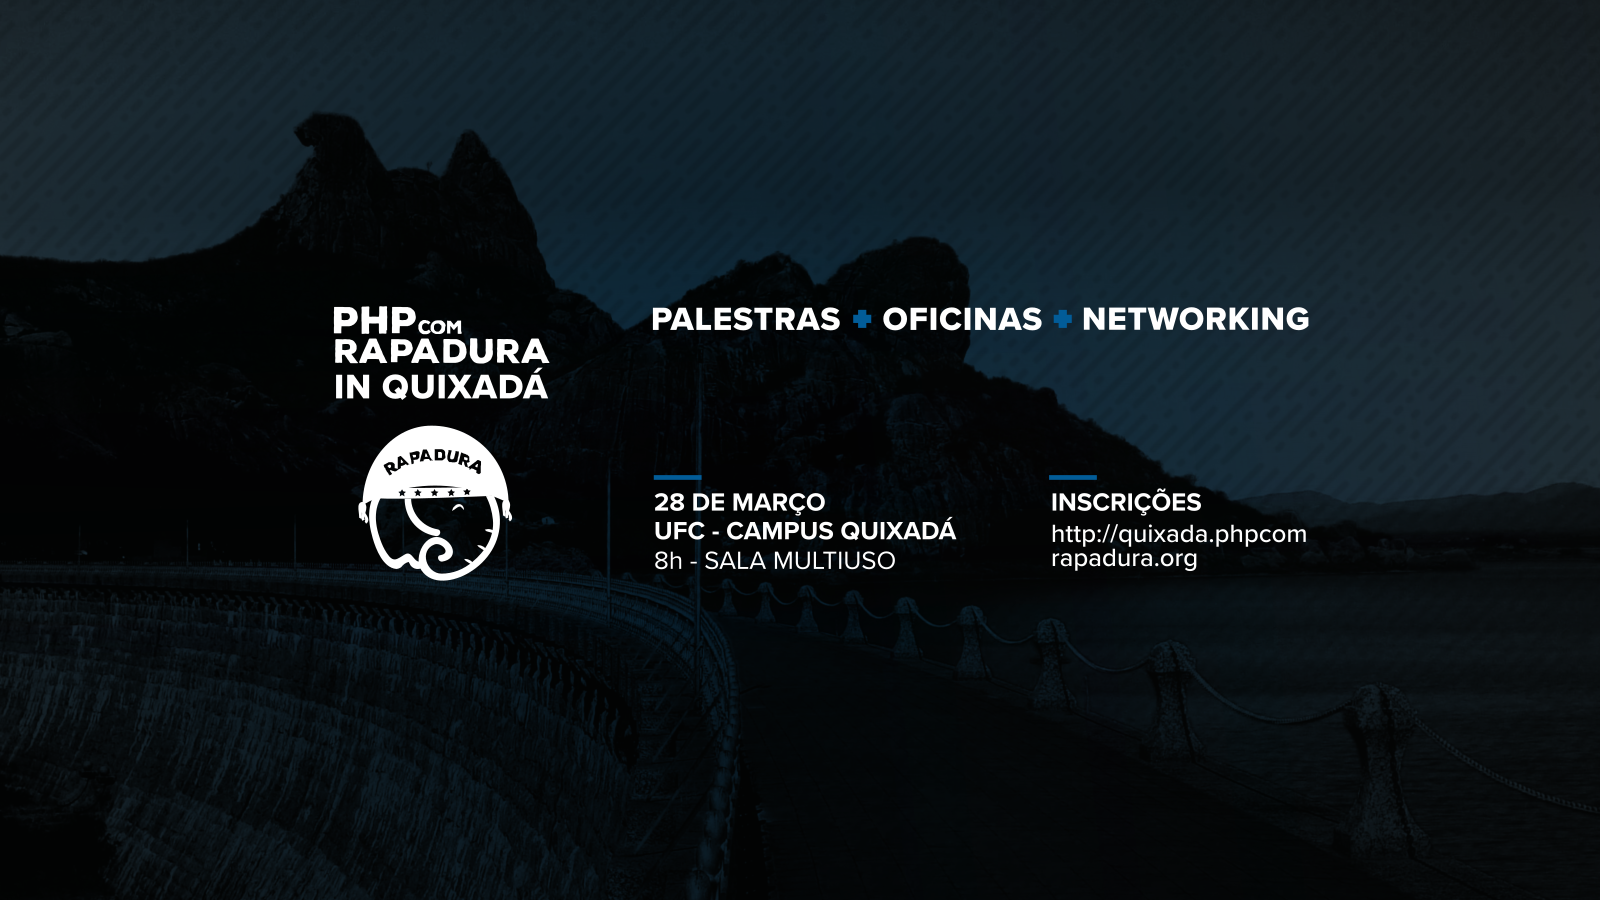 PHP COM
RAPADURA
IN QUIXADÁ
RAPADURA
PALESTRAS + OFICINAS + NETWORKING
28 DE MARÇO
UFC - CAMPUS QUIXADÁ
8h - SALA MULTIUSO
INSCRIÇÕES
http://quixada.phpcom
rapadura.org